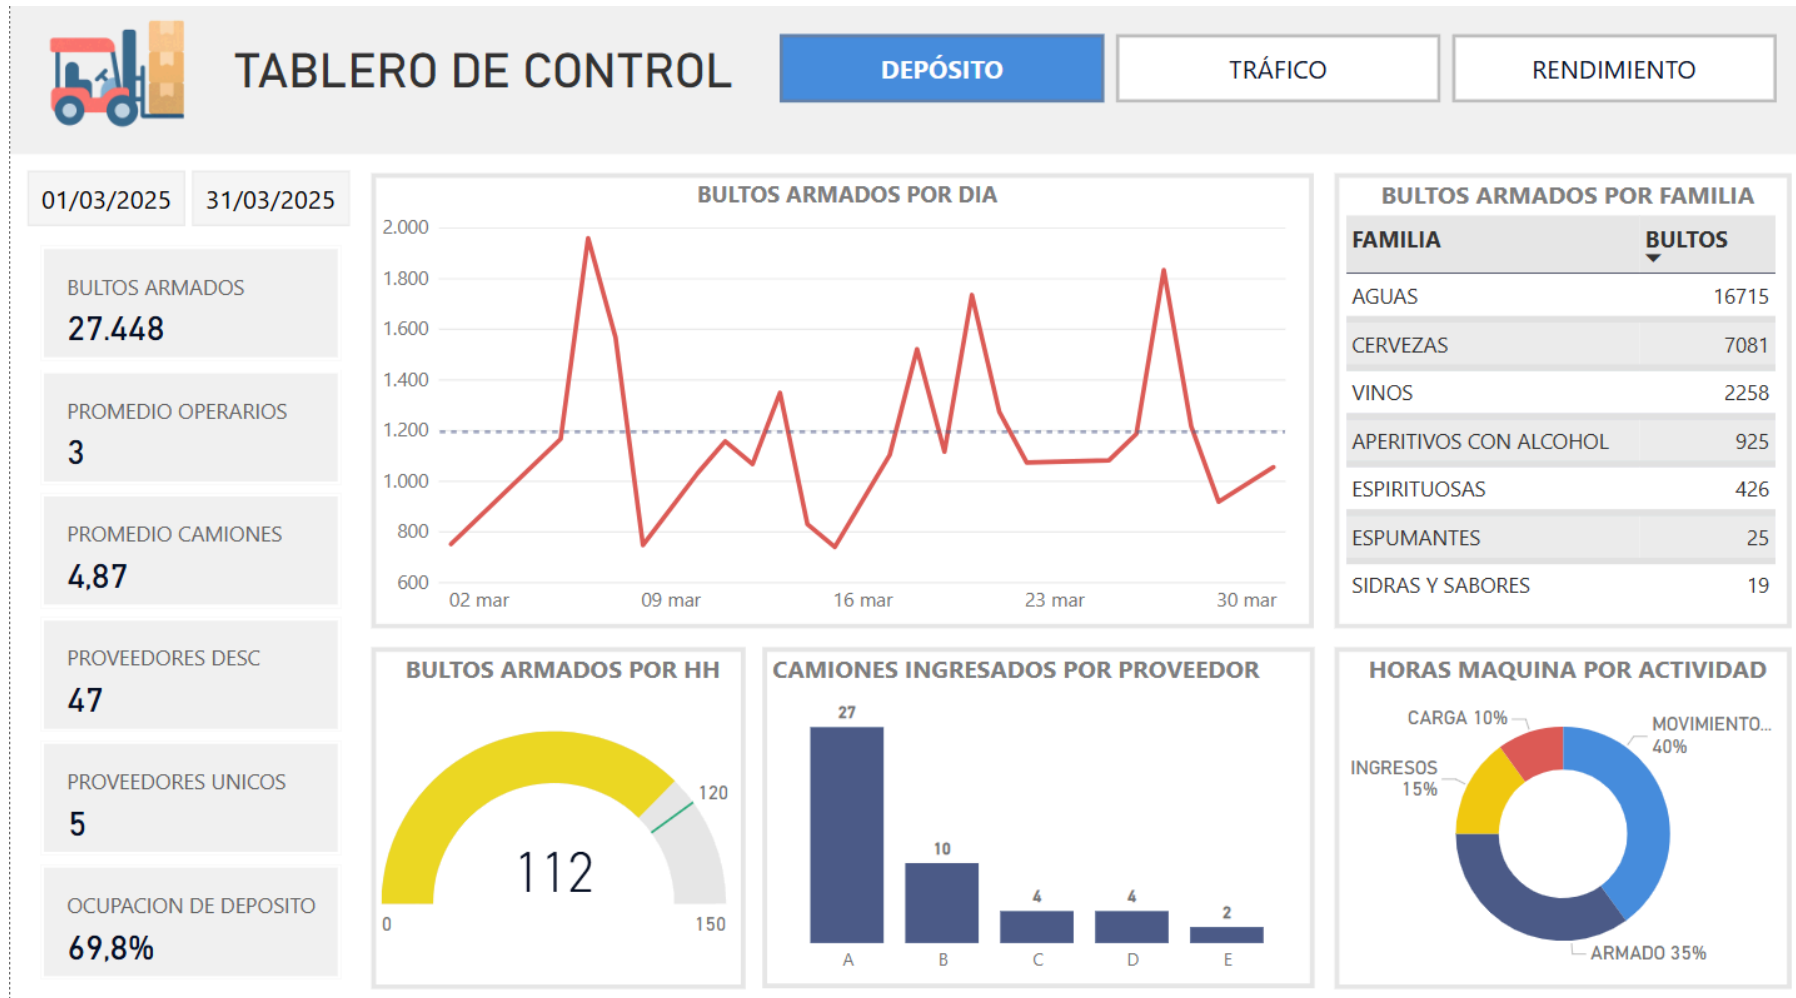 TABLERO DE CONTROL
DEPÓSITO
TRÁFICO
RENDIMIENTO
01/03/2025
31/03/2025
BULTOS ARMADOS
27.448
PROMEDIO OPERARIOS
3
PROMEDIO CAMIONES
4,87
PROVEEDORES DESC
47
PROVEEDORES UNICOS
5
OCUPACION DE DEPOSITO
69,8%
BULTOS ARMADOS POR DIA
2.000
1.800
1.600
1.400
1.200
1.000
800
600
02 mar 09 mar 16 mar 23 mar 30 mar
BULTOS ARMADOS POR FAMILIA
FAMILIA BULTOS
AGUAS 16715
CERVEZAS 7081
VINOS 2258
APERITIVOS CON ALCOHOL 925
ESPIRITUOSAS 426
ESPUMANTES 25
SIDRAS Y SABORES 19
BULTOS ARMADOS POR HH
120
112
0
150
CAMIONES INGRESADOS POR PROVEEDOR
27
10
4
4
2
A B C D E
HORAS MAQUINA POR ACTIVIDAD
CARGA 10%
MOVIMIENTO...
40%
INGRESOS
15%
ARMADO 35%